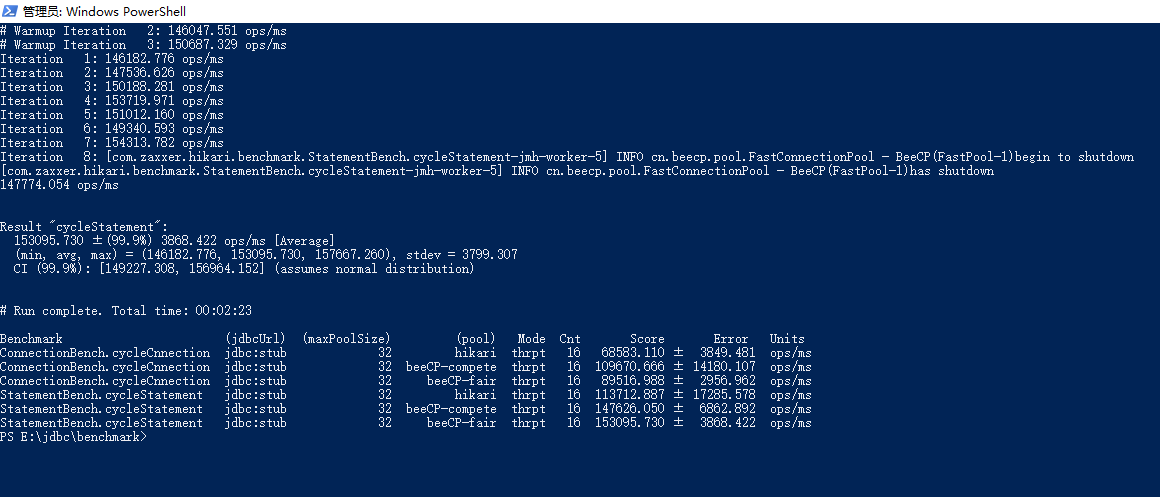 管理员: Windows PowerShell
# Warmup Iteration   2: 146047.551 ops/ms
# Warmup Iteration   3: 150687.329 ops/ms
Iteration   1: 146182.776 ops/ms
Iteration   2: 147536.626 ops/ms
Iteration   3: 150188.281 ops/ms
Iteration   4: 153719.971 ops/ms
Iteration   5: 151012.160 ops/ms
Iteration   6: 149340.593 ops/ms
Iteration   7: 154313.782 ops/ms
Iteration   8: [com.zaxxer.hikari.benchmark.StatementBench.cycleStatement-jmh-worker-5] INFO cn.beecp.pool.FastConnectionPool - BeeCP(FastPool-1)begin to shutdown
[com.zaxxer.hikari.benchmark.StatementBench.cycleStatement-jmh-worker-5] INFO cn.beecp.pool.FastConnectionPool - BeeCP(FastPool-1)has shutdown
147774.054 ops/ms
Result "cycleStatement":
  153095.730 ±(99.9%) 3868.422 ops/ms [Average]
  (min, avg, max) = (146182.776, 153095.730, 157667.260), stdev = 3799.307
  CI (99.9%): [149227.308, 156964.152] (assumes normal distribution)
# Run complete. Total time: 00:02:23
Benchmark                       (jdbcUrl)  (maxPoolSize)         (pool)   Mode  Cnt       Score       Error   Units
ConnectionBench.cycleCnnection  jdbc:stub             32         hikari  thrpt   16   68583.110 ±  3849.481  ops/ms
ConnectionBench.cycleCnnection  jdbc:stub             32  beeCP-compete  thrpt   16  109670.666 ± 14180.107  ops/ms
ConnectionBench.cycleCnnection  jdbc:stub             32     beeCP-fair  thrpt   16   89516.988 ±  2956.962  ops/ms
StatementBench.cycleStatement   jdbc:stub             32         hikari  thrpt   16  113712.887 ± 17285.578  ops/ms
StatementBench.cycleStatement   jdbc:stub             32  beeCP-compete  thrpt   16  147626.050 ±  6862.892  ops/ms
StatementBench.cycleStatement   jdbc:stub             32     beeCP-fair  thrpt   16  153095.730 ±  3868.422  ops/ms
PS E:\jdbc\benchmark>